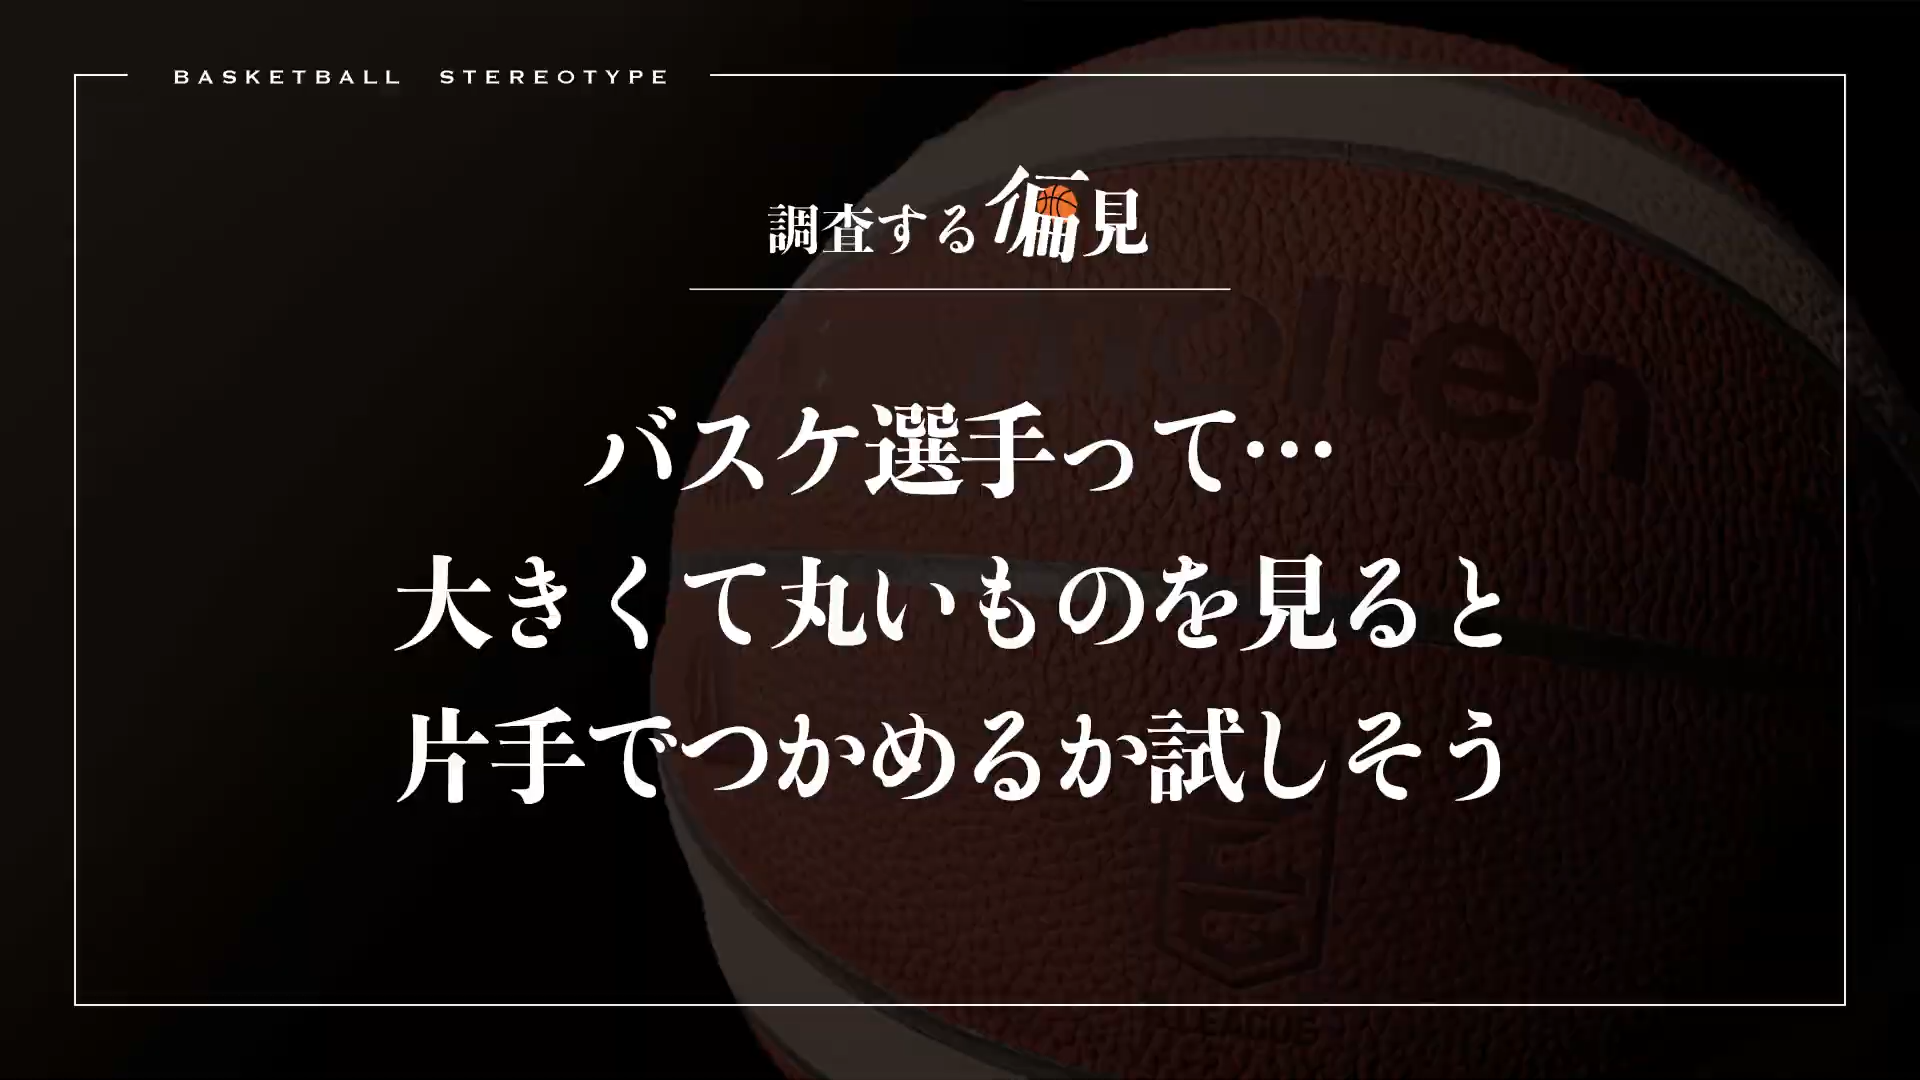 BASKETBALL STEREOTYPE
調査する偏見
molten
バスケ選手って…
大きくて丸いものを見ると
片手でつかめるか試しそう